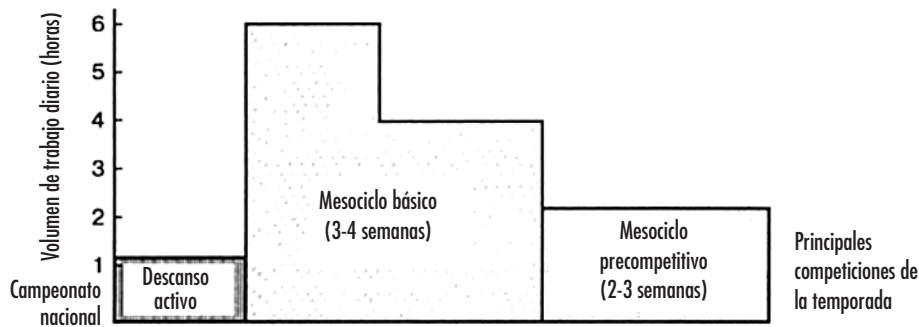 Volumen de trabajo diario (horas)
6
5
4
3
2
1
Campeonato
nacional
Descanso
activo
Mesociclo básico
(3-4 semanas)
Mesociclo
precompetitivo
(2-3 semanas)
Principales
competiciones de
la temporada